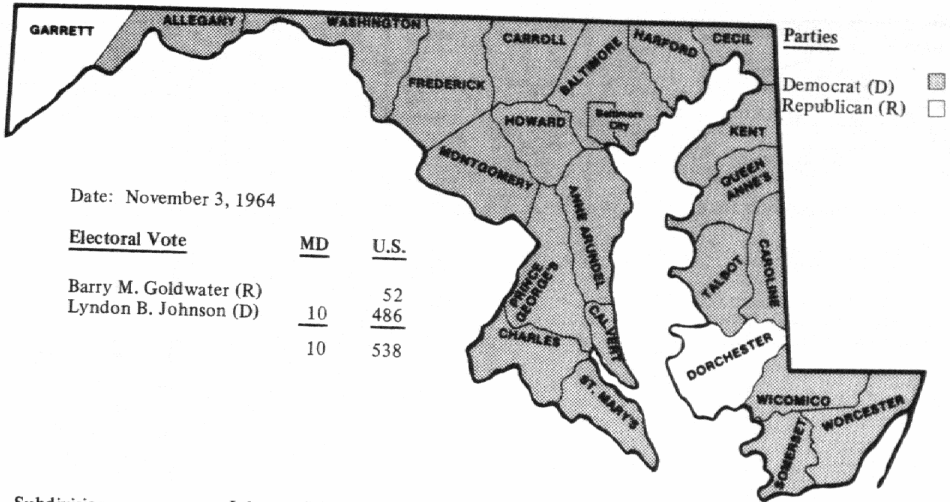 GARRETT
ALLEGANY
WASHINGTON
FREDERICK
CARROLL
BALTIMORE
HARFORD
CECIL
HOWARD
Baltimore
City
MONTGOMERY
KENT
QUEEN
ANNE'S
ANNE ARUNDEL
PRINCE
GEORGE'S
TALBOT
CAROLINE
CALVERT
CHARLES
ST. MARY'S
DORCHESTER
WICOMICO
SOMERSET
WORCESTER
Parties
Democrat (D)
Republican (R)
Date: November 3, 1964
Electoral Vote MD U.S.
Barry M. Goldwater (R) 52
Lyndon B. Johnson (D) 10 486
10 538